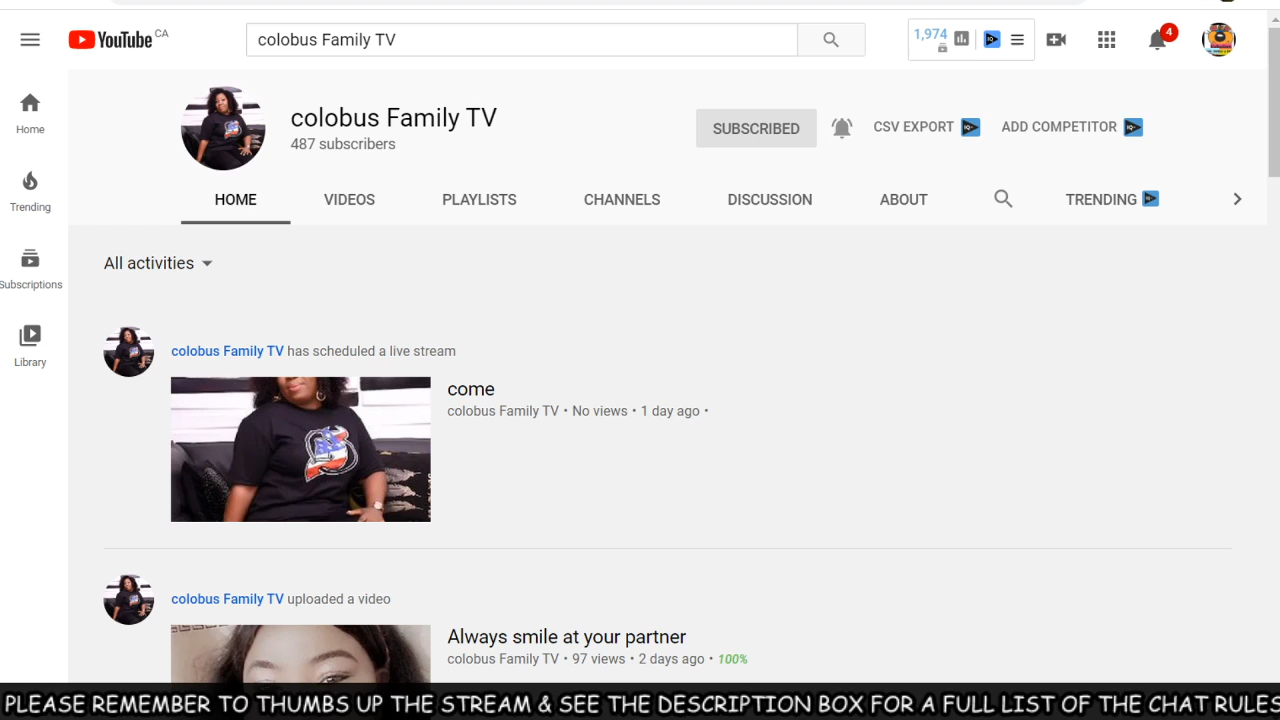 YouTube CA
colobus Family TV
1,974
IQ
4
Home
Trending
Subscriptions
Library
colobus Family TV
487 subscribers
SUBSCRIBED
CSV EXPORT IQ
ADD COMPETITOR IQ
HOME VIDEOS PLAYLISTS CHANNELS DISCUSSION ABOUT TRENDING
All activities
colobus Family TV has scheduled a live stream
come
colobus Family TV • No views • 1 day ago •
colobus Family TV uploaded a video
Always smile at your partner
colobus Family TV • 97 views • 2 days ago • 100%
PLEASE REMEMBER TO THUMBS UP THE STREAM & SEE THE DESCRIPTION BOX FOR A FULL LIST OF THE CHAT RULES